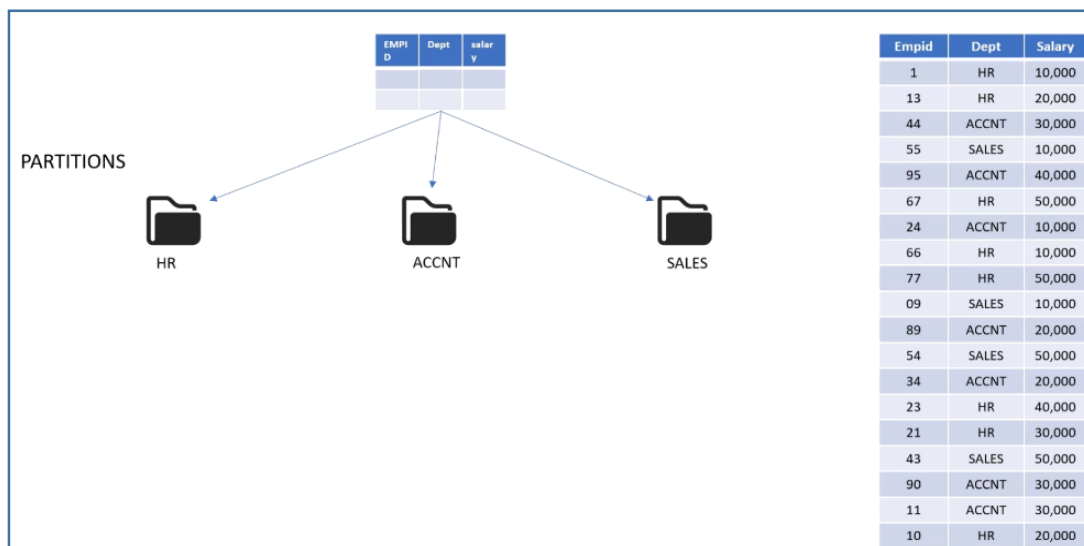 EMPI
D Dept salar
y
PARTITIONS
HR ACCNT SALES
Empid Dept Salary
1 HR 10,000
13 HR 20,000
44 ACCNT 30,000
55 SALES 10,000
95 ACCNT 40,000
67 HR 50,000
24 ACCNT 10,000
66 HR 10,000
77 HR 50,000
09 SALES 10,000
89 ACCNT 20,000
54 SALES 50,000
34 ACCNT 20,000
23 HR 40,000
21 HR 30,000
43 SALES 50,000
90 ACCNT 30,000
11 ACCNT 30,000
10 HR 20,000